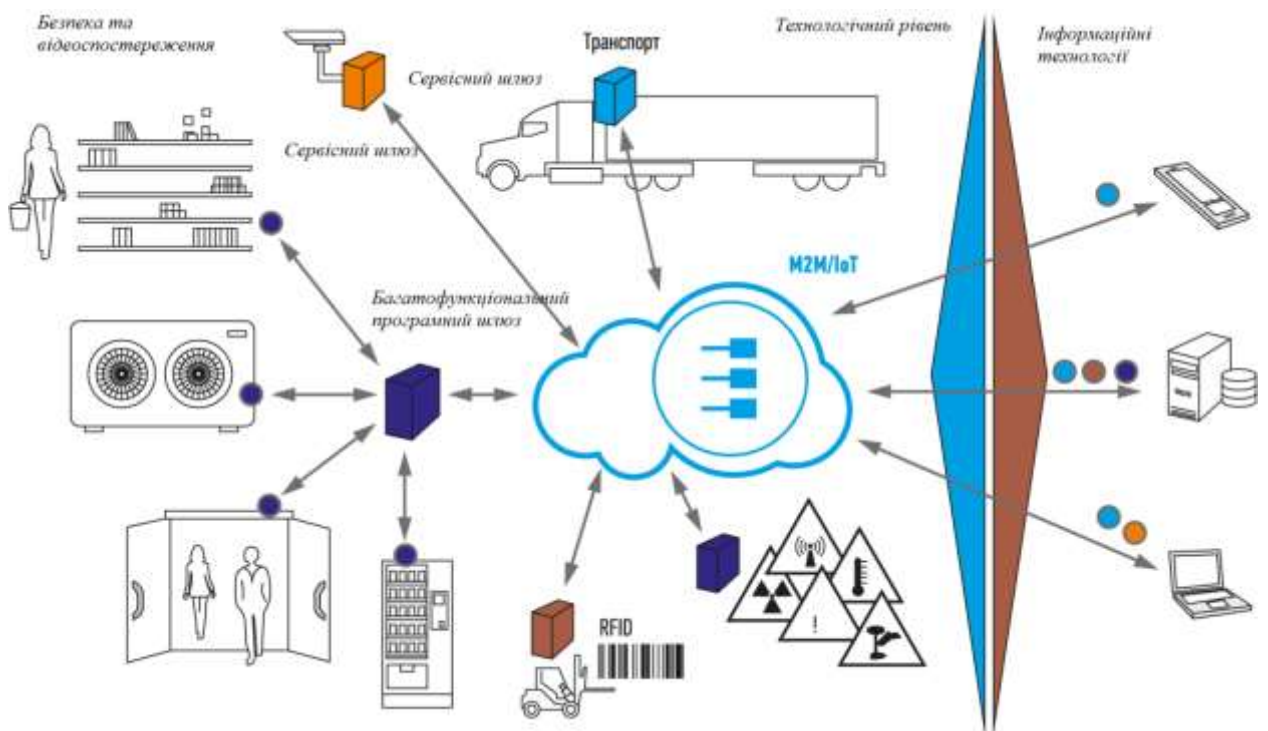 Безпека та
відеоспостереження
Сервісний шлюз
Транспорт
Технологічний рівень
Інформаційні
технології
Сервісний шлюз
M2M/IoT
Багатофункціональний
програмний шлюз
RFID
!